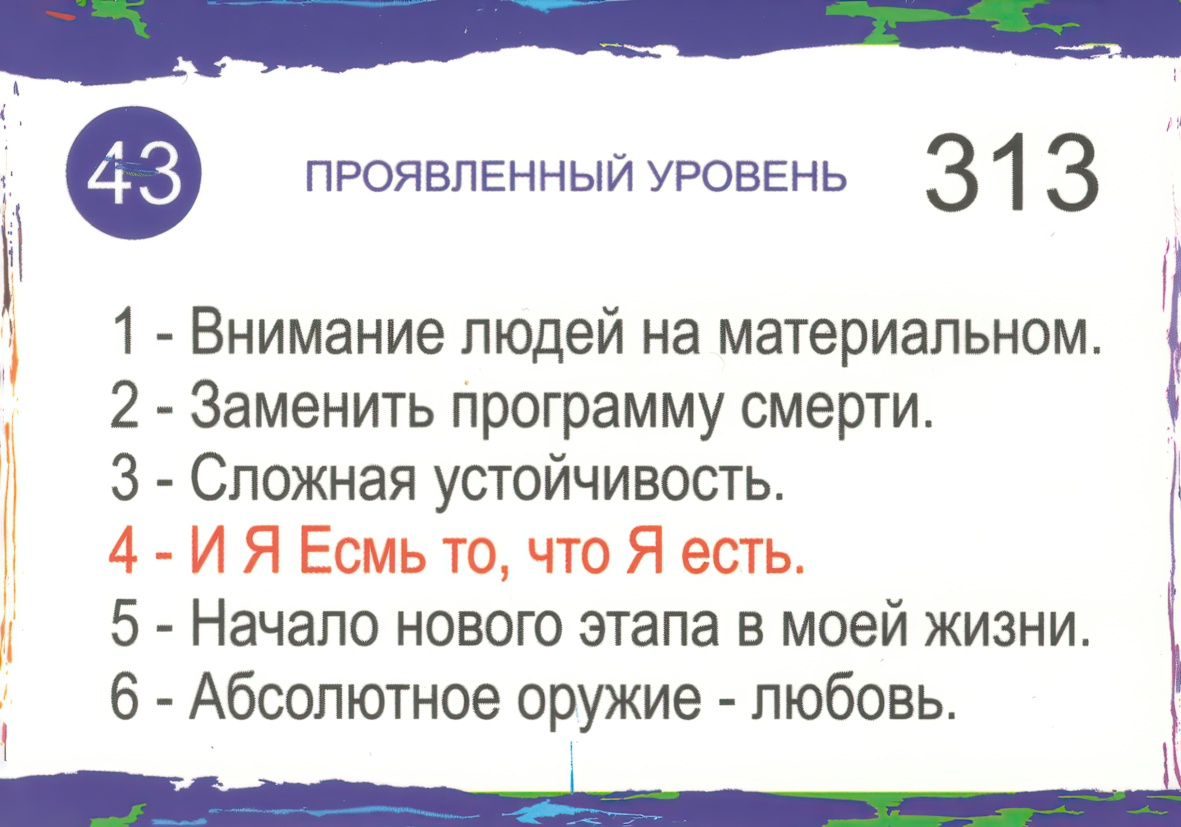 43 ПРОЯВЛЕННЫЙ УРОВЕНЬ 313
1 - Внимание людей на материальном.
2 - Заменить программу смерти.
3 - Сложная устойчивость.
4 - И Я Есмь то, что Я есть.
5 - Начало нового этапа в моей жизни.
6 - Абсолютное оружие - любовь.